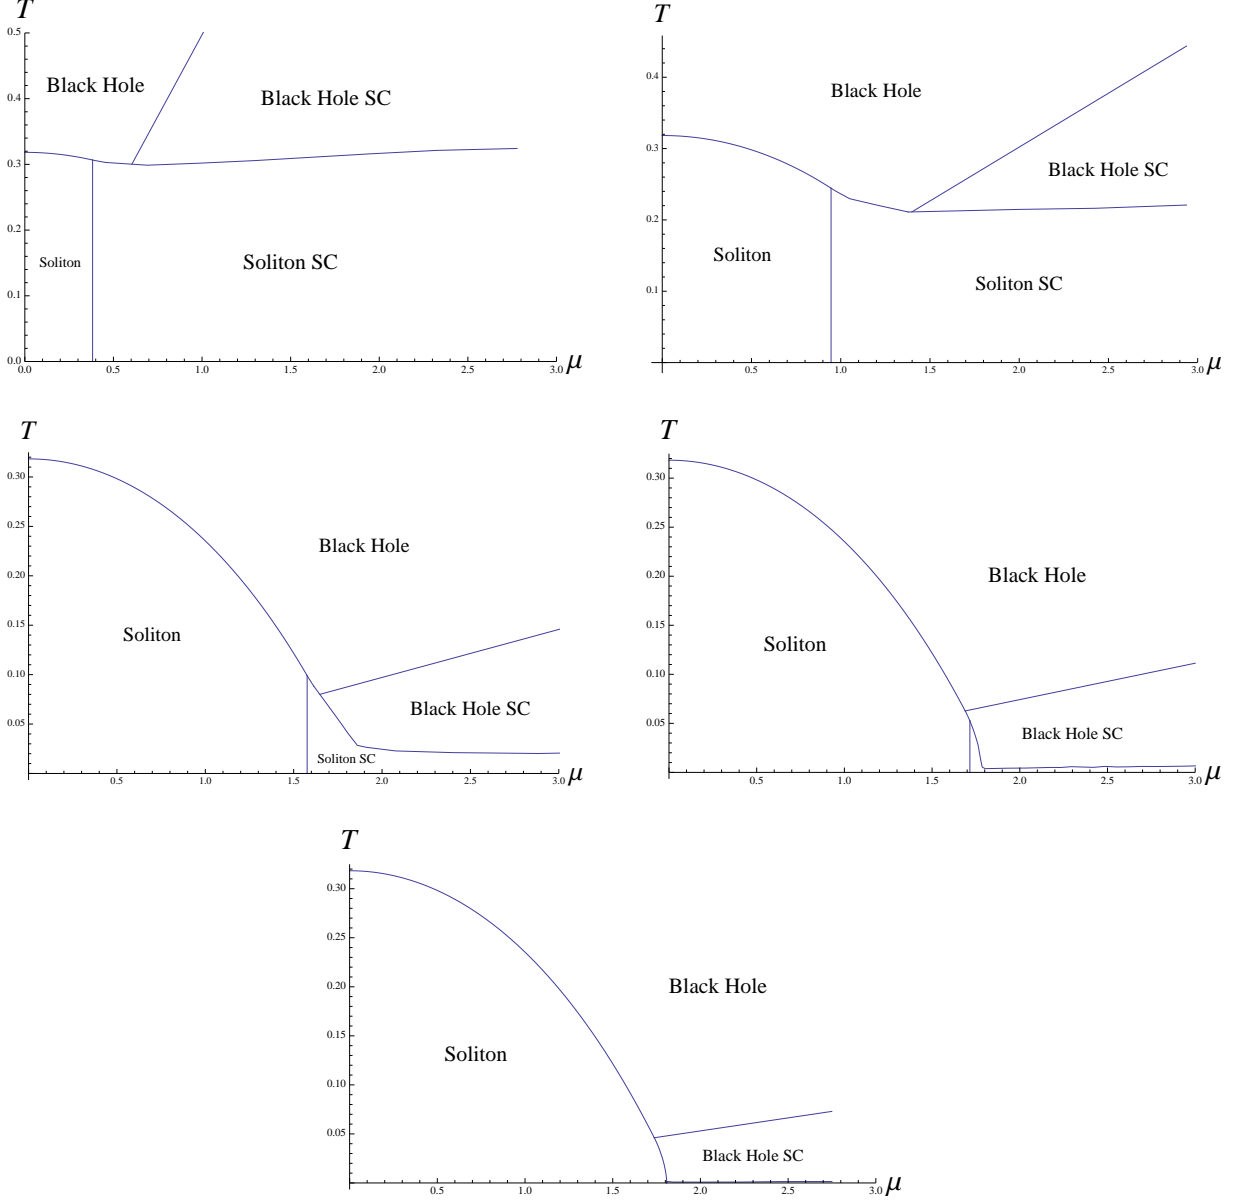 T
0.5
Black Hole
0.4
Black Hole SC
0.3
0.2
Soliton
Soliton SC
0.1
0.0
0.0 0.5 1.0 1.5 2.0 2.5 3.0 μ
T
0.4
Black Hole
0.3
Black Hole SC
0.2
Soliton
Soliton SC
0.1
0.5 1.0 1.5 2.0 2.5 3.0 μ
T
0.30
0.25
Black Hole
0.20
0.15
Soliton
0.10
Black Hole SC
0.05
Soliton SC
0.5 1.0 1.5 2.0 2.5 3.0 μ
T
0.30
0.25
0.20
Black Hole
0.15
Soliton
0.10
0.05
Black Hole SC
0.5 1.0 1.5 2.0 2.5 3.0 μ
T
0.30
0.25
0.20
Black Hole
0.15
Soliton
0.10
0.05
Black Hole SC
0.5 1.0 1.5 2.0 2.5 3.0 μ